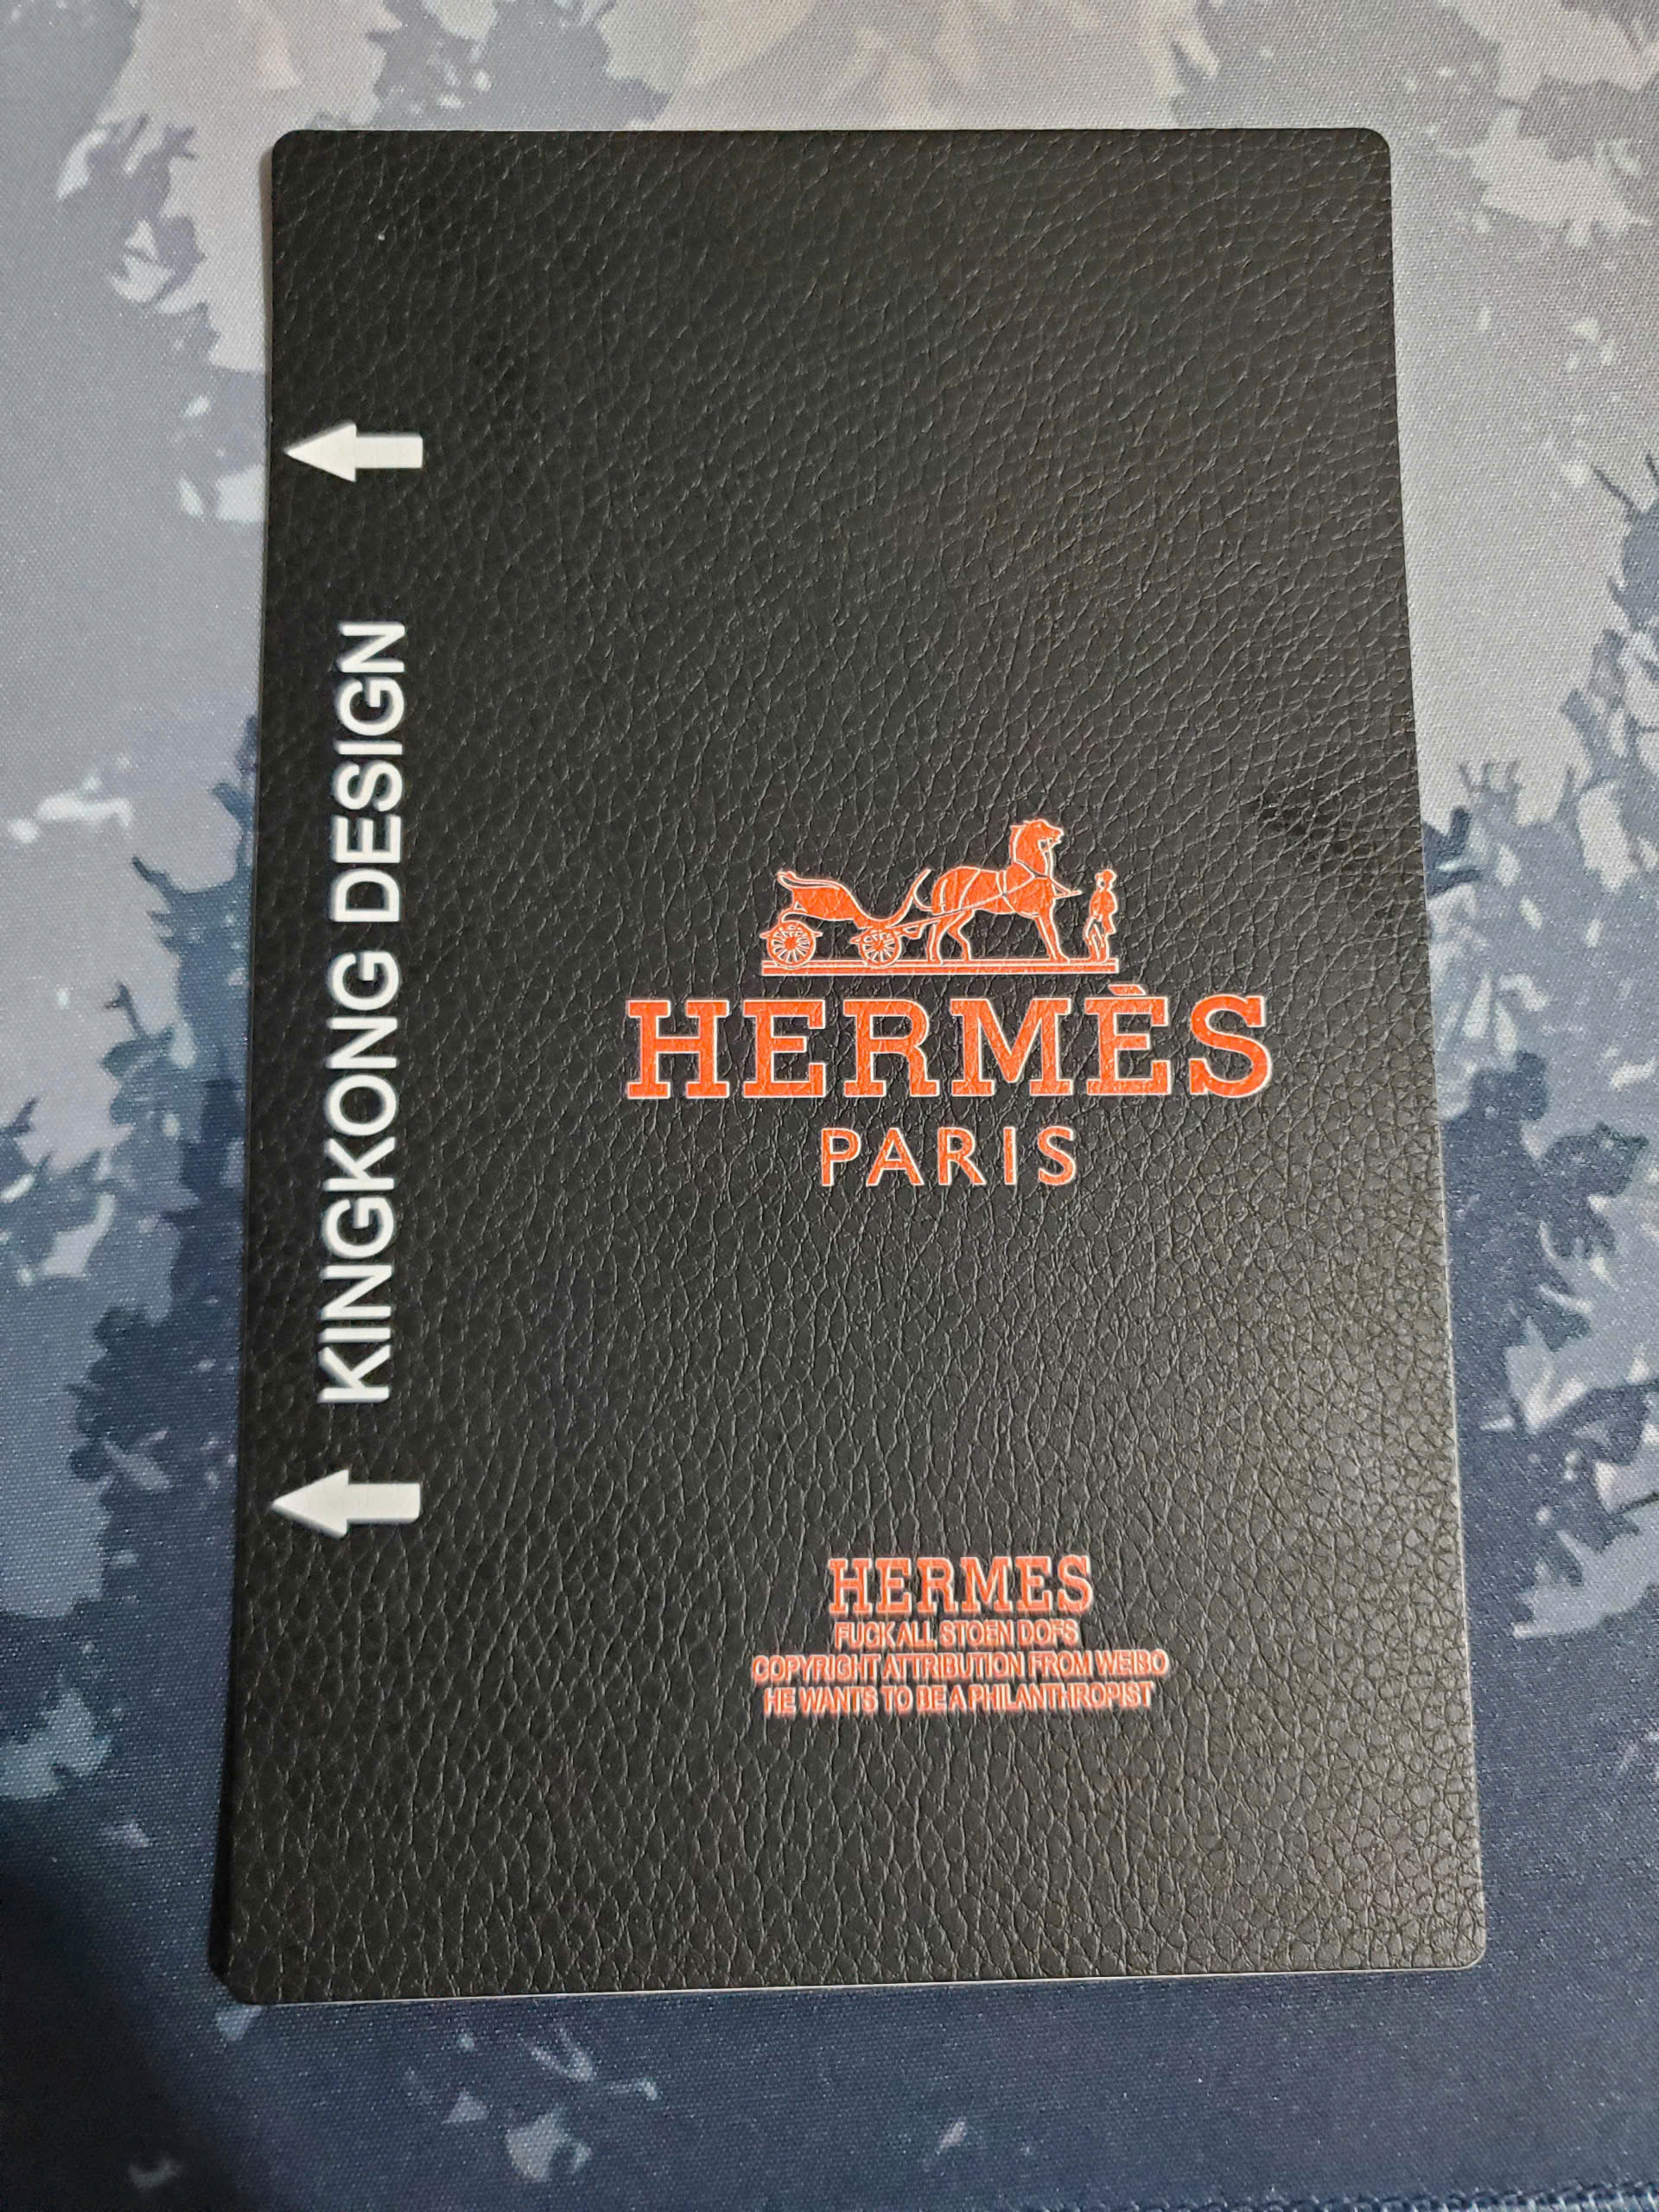 KINGKONG DESIGN
HERMÈS
PARIS
HERMES
FUCK ALL STOEN DOFS
COPYRIGHT ATTRIBUTION FROM WEIBO
HE WANTS TO BE A PHILANTHROPIST